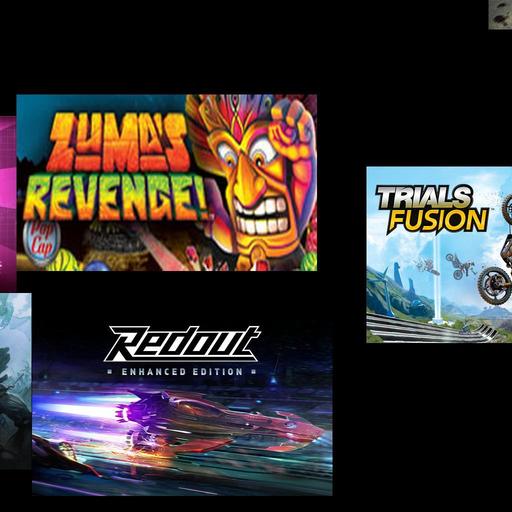 ZUMA'S
REVENGE!
Pop
Cap
TRIALS
FUSION
Redout
ENHANCED EDITION